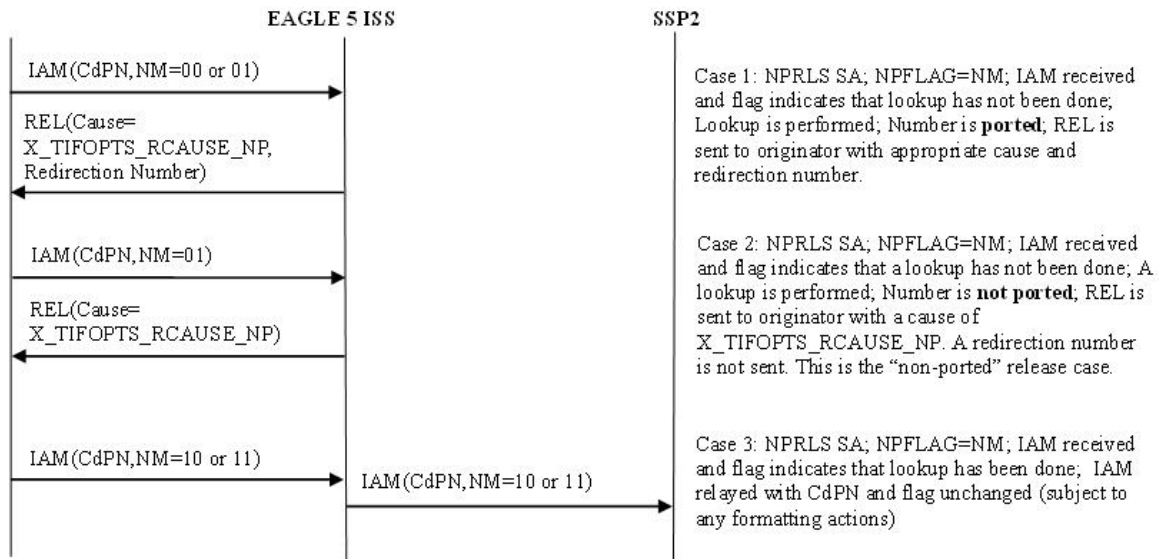 EAGLE 5 ISS
SSP2
IAM(CdPN,NM=00 or 01)
REL(Cause=
X_TIFOPTS_RCAUSE_NP,
Redirection Number)
Case 1: NPRLS SA; NPFLAG=NM; IAM received
and flag indicates that lookup has not been done;
Lookup is performed; Number is ported; REL is
sent to originator with appropriate cause and
redirection number.
IAM(CdPN,NM=01)
REL(Cause=
X_TIFOPTS_RCAUSE_NP)
Case 2: NPRLS SA; NPFLAG=NM; IAM received
and flag indicates that a lookup has not been done; A
lookup is performed; Number is not ported; REL is
sent to originator with a cause of
X_TIFOPTS_RCAUSE_NP. A redirection number
is not sent. This is the “non-ported” release case.
IAM(CdPN,NM=10 or 11)
IAM(CdPN,NM=10 or 11)
Case 3: NPRLS SA; NPFLAG=NM; IAM received
and flag indicates that lookup has been done; IAM
relayed with CdPN and flag unchanged (subject to
any formatting actions)